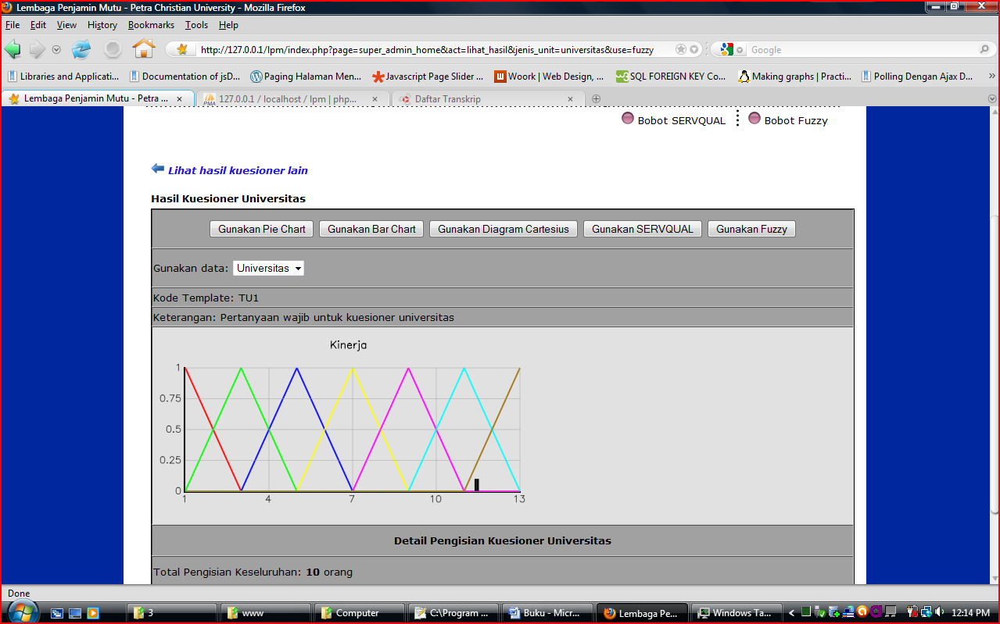 Lembaga Penjamin Mutu - Petra Christian University - Mozilla Firefox
File Edit View History Bookmarks Tools Help
http://127.0.0.1/lpm/index.php?page=super_admin_home&act=lihat_hasil&jenis_unit=universitas&use=fuzzy Google
Libraries and Applicati... Documentation of jsD... Paging Halaman Men... Javascript Page Slider ... Woork | Web Design, ... SQL FOREIGN KEY Co... Making graphs | Practi... Polling Dengan Ajax D... »
Lembaga Penjamin Mutu - Petra ... 127.0.0.1 / localhost / lpm | php... Daftar Transkrip
Bobot SERVQUAL Bobot Fuzzy
Lihat hasil kuesioner lain
Hasil Kuesioner Universitas
Gunakan Pie Chart Gunakan Bar Chart Gunakan Diagram Cartesius Gunakan SERVQUAL Gunakan Fuzzy
Gunakan data: Universitas
Kode Template: TU1
Keterangan: Pertanyaan wajib untuk kuesioner universitas
Kinerja
1
0.75
0.5
0.25
0
1 4 7 10 13
Detail Pengisian Kuesioner Universitas
Total Pengisian Keseluruhan: 10 orang
Done
3 www Computer C:\Program ... Buku - Micr... Lembaga Pe... Windows Ta... 12:14 PM